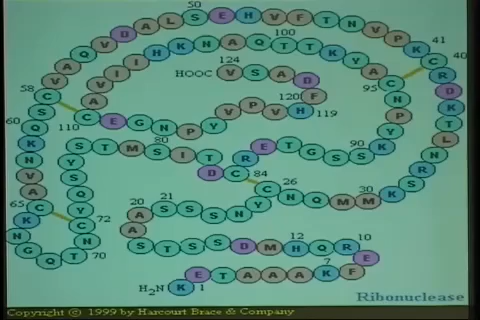 50
A Q V D A L S E H V F T N V P K 41
C 40
V
58 C
S
60 Q
K
N
V
A
65 C
K
N
G Q T 70
N
C 72
Y
Q
S
Y
S T M S I T
80
D C R E T G S S K
84
90
Y
P
N
95 C A Y K T T Q A N K H I I V A
100
110 C E G N P Y V P V H 119
120 F
D
HOOC 124 V S A D
R
D
K
T
L
N
R
S
K M M Q N C
30
26
Y N S S S S A 20
21
A
S T S S D M H Q R 10
12
E
H₂N K E T A A A K F
1
7
Ribonuclease
Copyright © 1999 by Harcourt Brace & Company